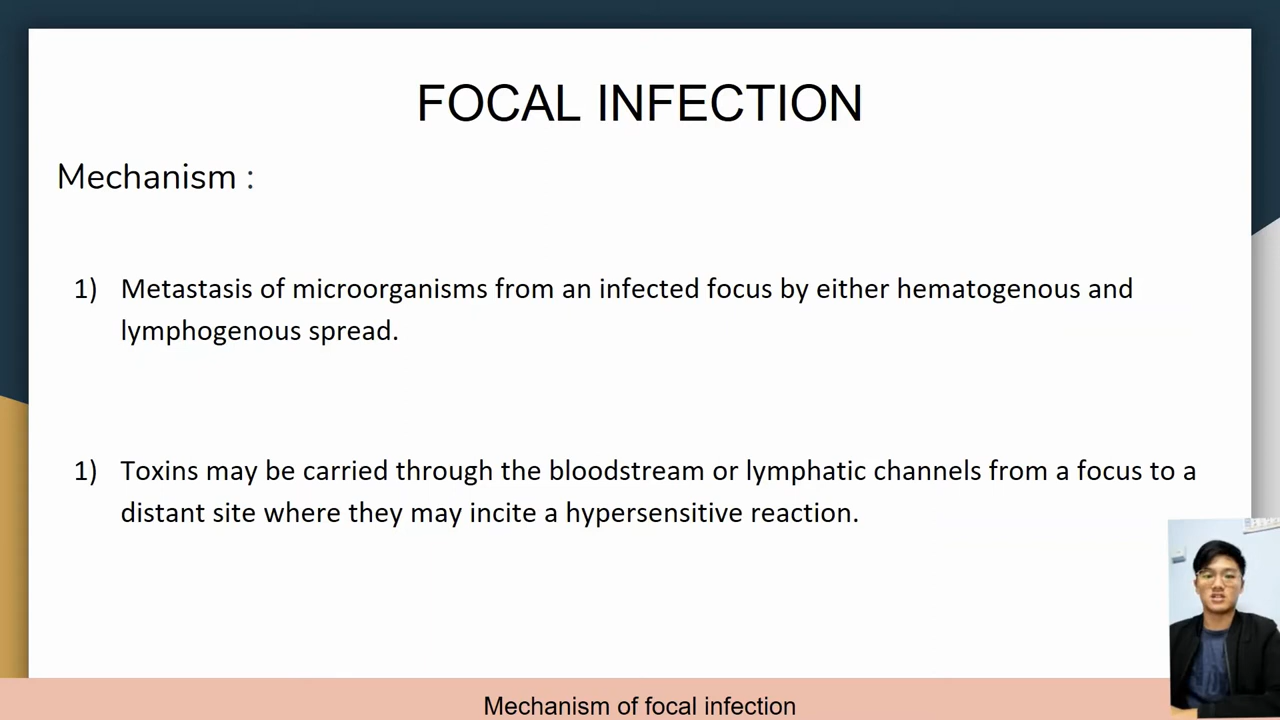 FOCAL INFECTION
Mechanism :
1) Metastasis of microorganisms from an infected focus by either hematogenous and
lymphogenous spread.
1) Toxins may be carried through the bloodstream or lymphatic channels from a focus to a
distant site where they may incite a hypersensitive reaction.
Mechanism of focal infection